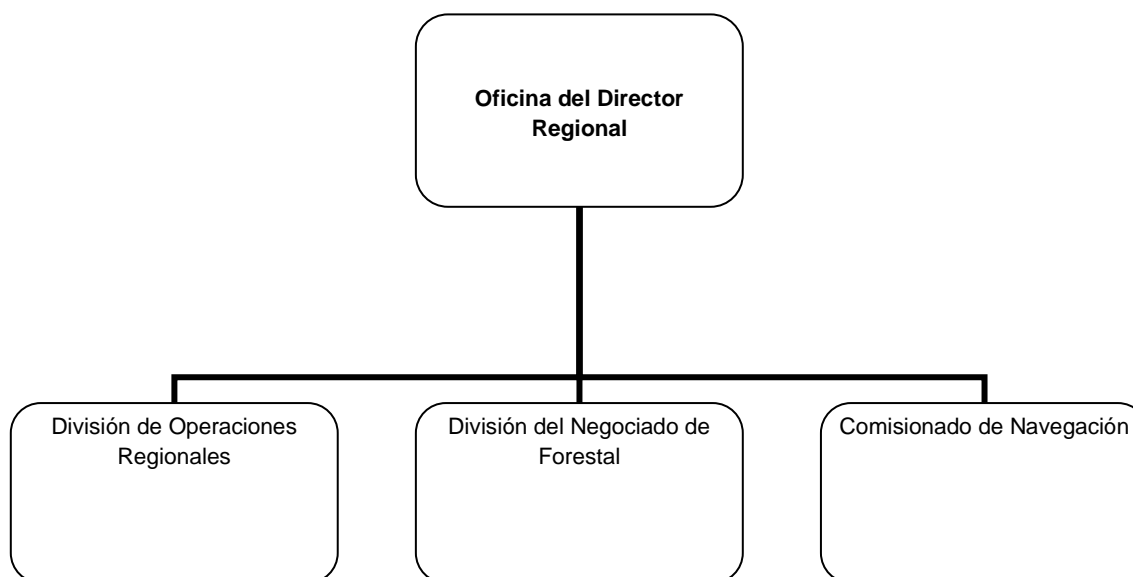 Oficina del Director
Regional
División de Operaciones
Regionales
División del Negociado de
Forestal
Comisionado de Navegación